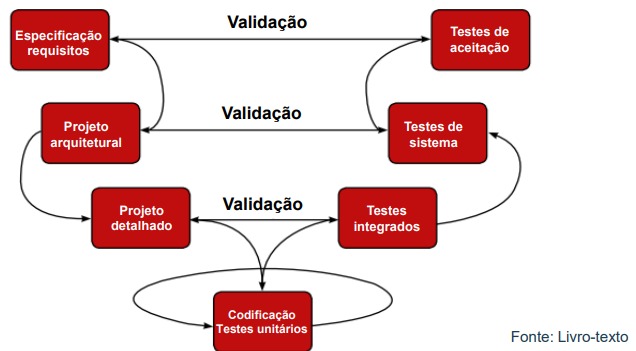 Especificação
requisitos
Validação
Testes de
aceitação
Projeto
arquitetural
Validação
Testes de
sistema
Projeto
detalhado
Validação
Testes
integrados
Codificação
Testes unitários
Fonte: Livro-texto